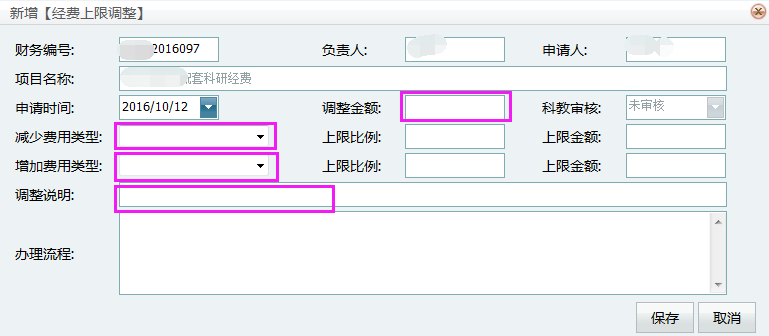 新增【经费上限调整】
财务编号: 2016097 负责人: 申请人:
项目名称: 配套科研经费
申请时间: 2016/10/12 调整金额: 科教审核: 未审核
减少费用类型: 上限比例: 上限金额:
增加费用类型: 上限比例: 上限金额:
调整说明:
办理流程:
保存 取消